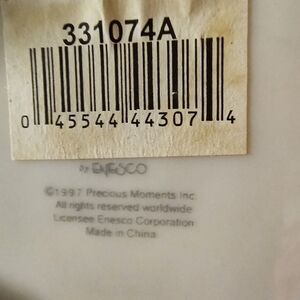 331074A
0 45544 44307 4
by ENESCO
©1997 Precious Moments Inc.
All rights reserved worldwide
Licensee Enesco Corporation
Made in China